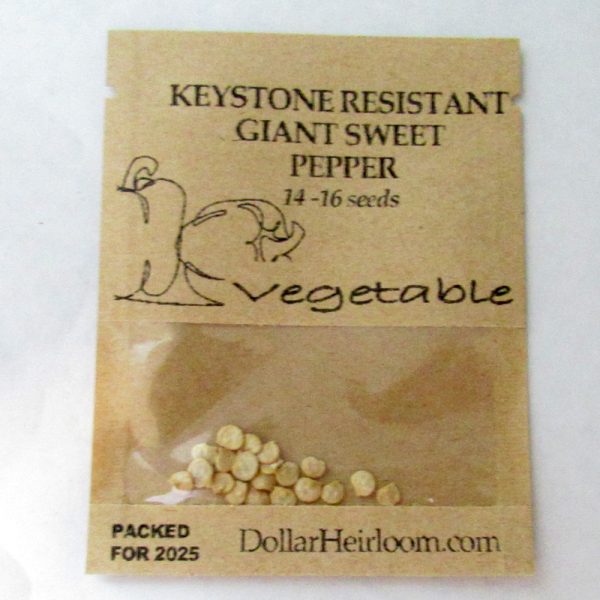 KEYSTONE RESISTANT
GIANT SWEET
PEPPER
14 -16 seeds
Vegetable
PACKED
FOR 2025
DollarHeirloom.com